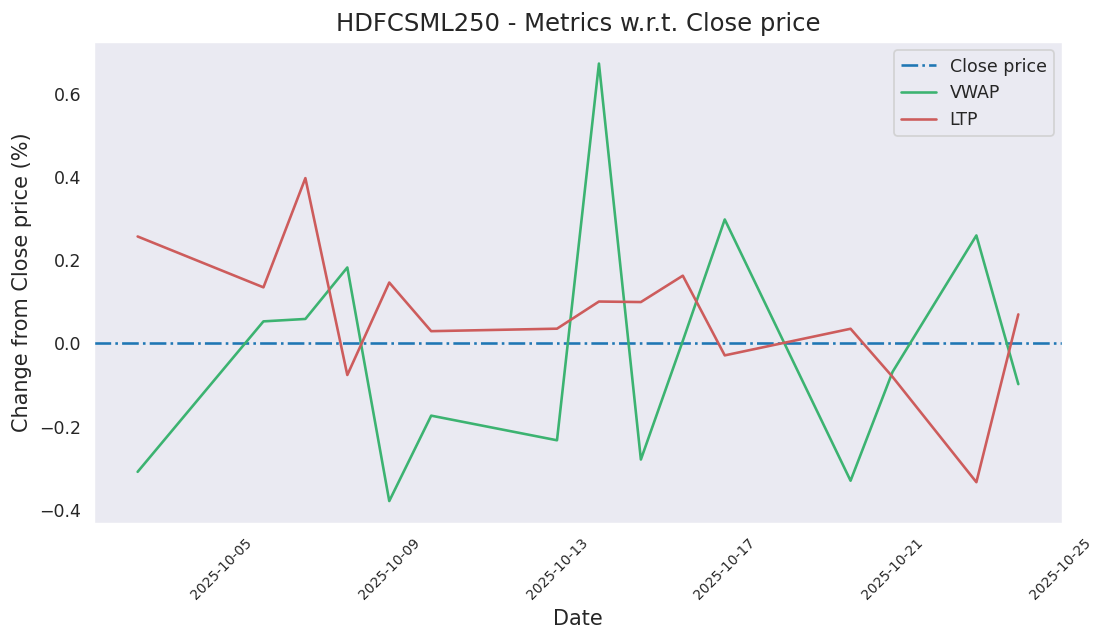 HDFCSML250 - Metrics w.r.t. Close price
Close price
VWAP
LTP
Change from Close price (%)
0.6
0.4
0.2
0.0
−0.2
−0.4
2025-10-05
2025-10-09
2025-10-13
2025-10-17
2025-10-21
2025-10-25
Date